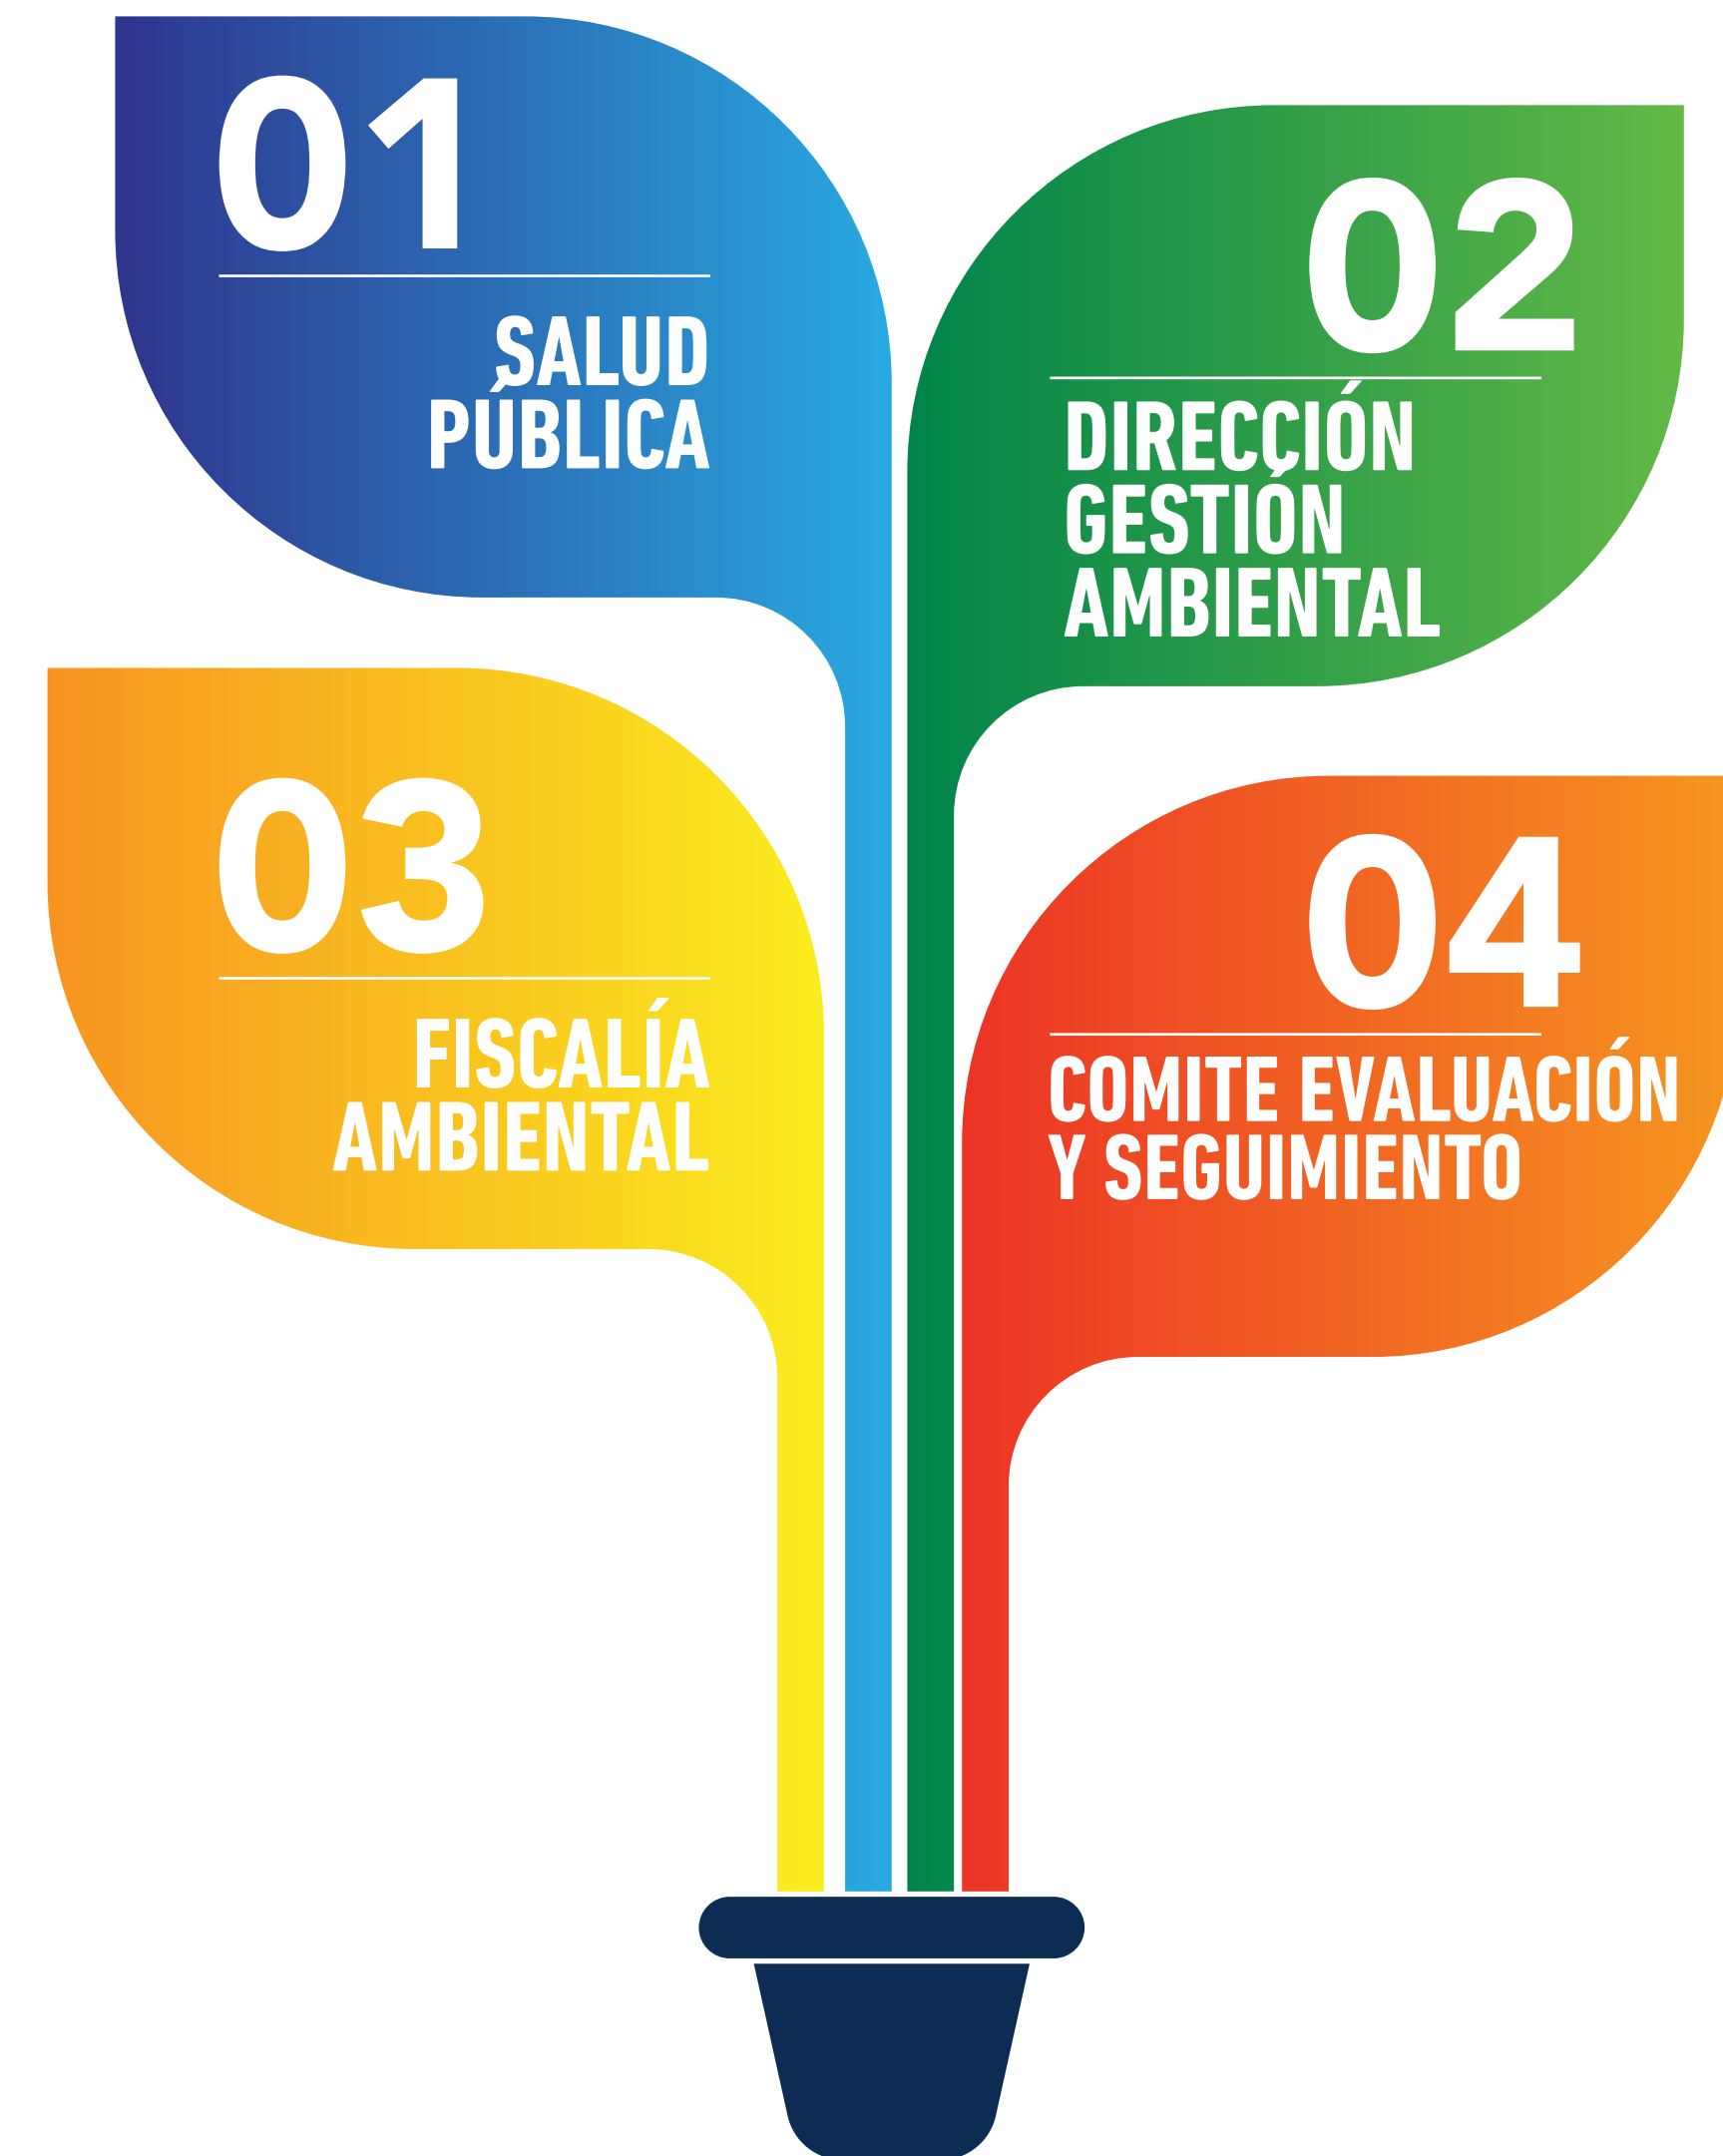 01
SALUD
PÚBLICA
02
DIRECCIÓN
GESTIÓN
AMBIENTAL
03
FISCALÍA
AMBIENTAL
04
COMITE EVALUACIÓN
Y SEGUIMIENTO